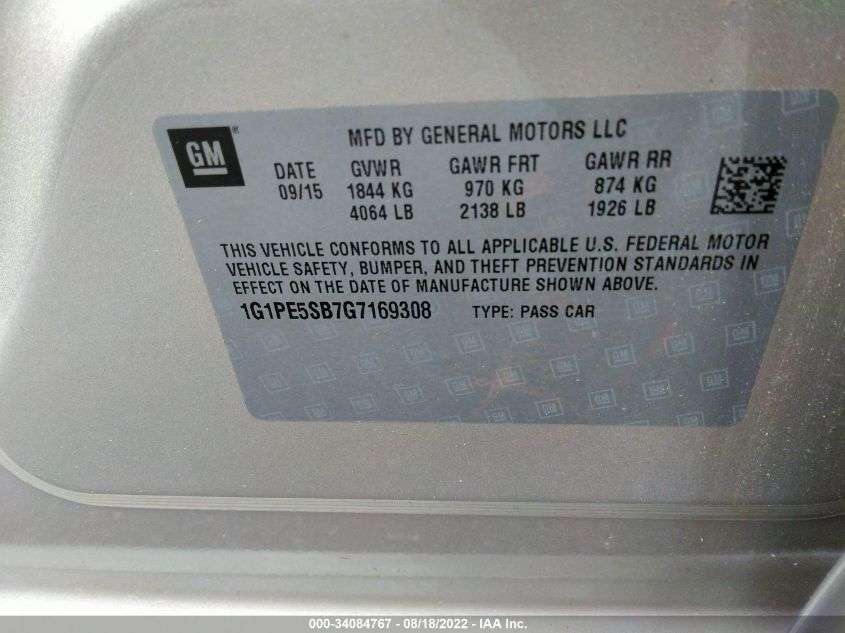 GM®
MFD BY GENERAL MOTORS LLC
DATE GVWR GAWR FRT GAWR RR
09/15 1844 KG 970 KG 874 KG
4064 LB 2138 LB 1926 LB
THIS VEHICLE CONFORMS TO ALL APPLICABLE U.S. FEDERAL MOTOR
VEHICLE SAFETY, BUMPER, AND THEFT PREVENTION STANDARDS IN
EFFECT ON THE DATE OF MANUFACTURE SHOWN ABOVE.
1G1PE5SB7G7169308 TYPE: PASS CAR
000-34084767 - 08/18/2022 - IAA Inc.